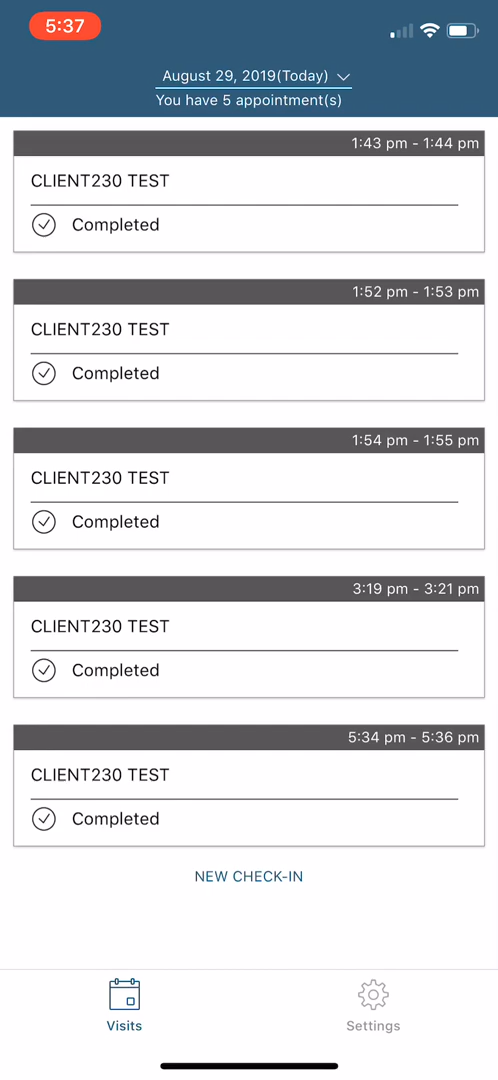 5:37
August 29, 2019(Today)
You have 5 appointment(s)
1:43 pm - 1:44 pm
CLIENT230 TEST
Completed
1:52 pm - 1:53 pm
CLIENT230 TEST
Completed
1:54 pm - 1:55 pm
CLIENT230 TEST
Completed
3:19 pm - 3:21 pm
CLIENT230 TEST
Completed
5:34 pm - 5:36 pm
CLIENT230 TEST
Completed
NEW CHECK-IN
Visits
Settings